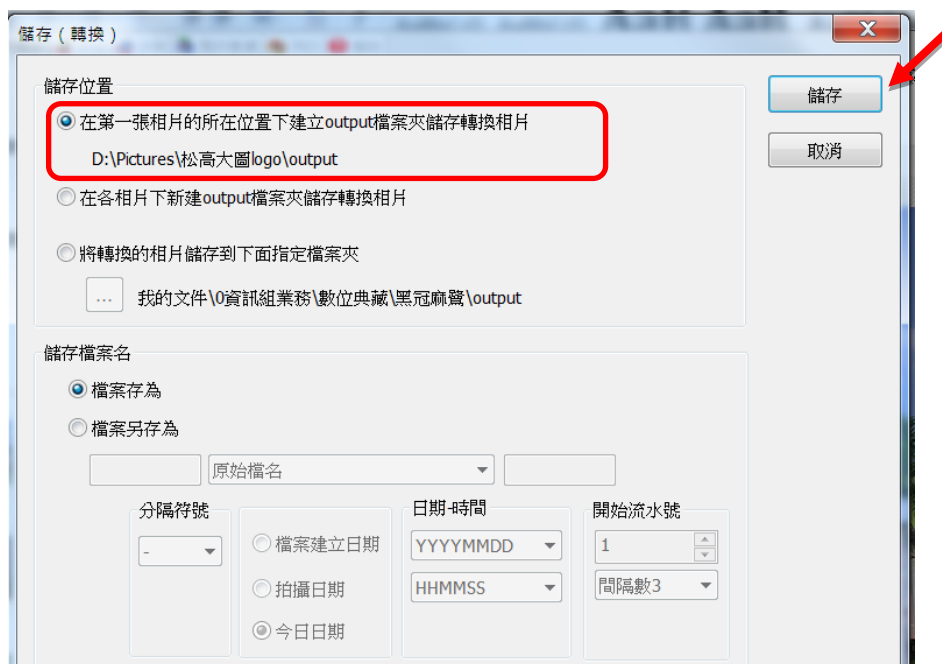 儲存（轉換）
X
儲存位置
儲存
在第一張相片的所在位置下建立output檔案夾儲存轉換相片
D:\Pictures\松高大圖logo\output
取消
在各相片下新建output檔案夾儲存轉換相片
將轉換的相片儲存到下面指定檔案夾
... 我的文件\0資訊組業務\數位典藏\黑冠麻鷺\output
儲存檔案名
檔案存為
檔案另存為
原始檔名
分隔符號 日期-時間 開始流水號
- 檔案建立日期 YYYYMMDD 1
拍攝日期 HHMMSS 間隔數3
今日日期